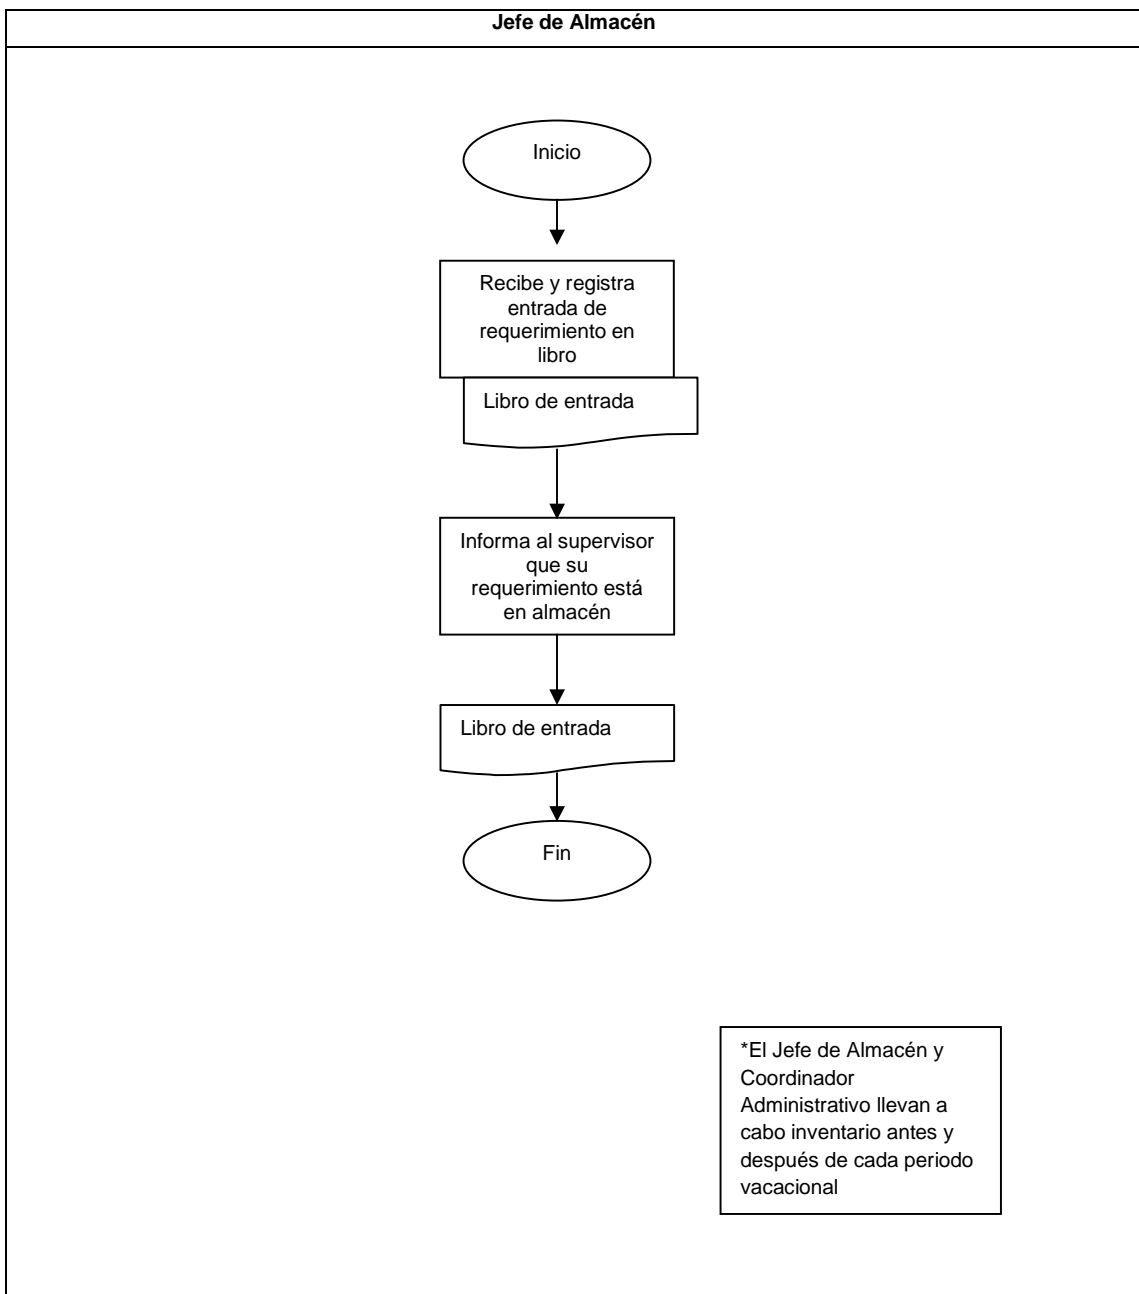 Jefe de Almacén
Inicio
Recibe y registra
entrada de
requerimiento en
libro
Libro de entrada
Informa al supervisor
que su
requerimiento está
en almacén
Libro de entrada
Fin
*El Jefe de Almacén y
Coordinador
Administrativo llevan a
cabo inventario antes y
después de cada periodo
vacacional